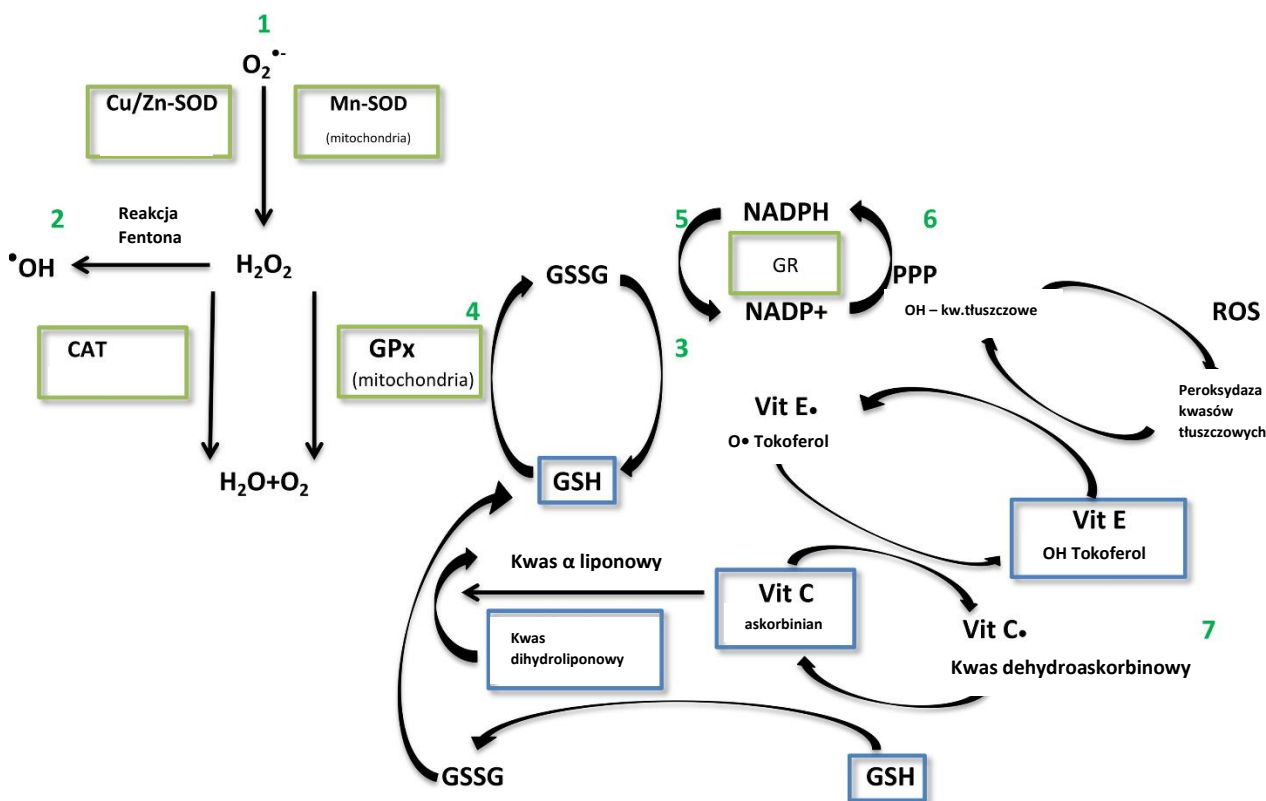 1
O₂•-
Cu/Zn-SOD
Mn-SOD
(mitochondria)
2
Reakcja
Fentona
•OH
H₂O₂
CAT
GPx
(mitochondria)
H₂O+O₂
4
GSSG
3
GSH
5
NADPH
6
GR
PPP
NADP+
OH – kw.tłuszczowe
ROS
Peroksydaza
kwasów
tłuszczowych
Vit E•
O• Tokoferol
Vit E
OH Tokoferol
Kwas α liponowy
Vit C
askorbinian
Kwas
dihydroliponowy
Vit C•
7
Kwas dehydroaskorbinowy
GSSG
GSH